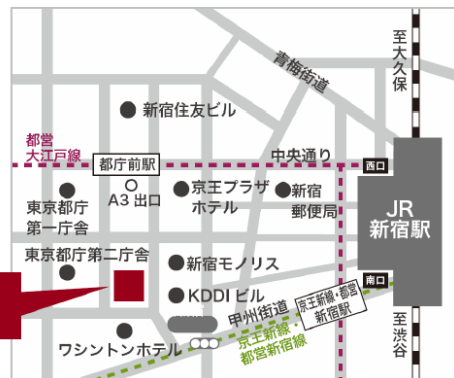 至大久保
青梅街道
新宿住友ビル
都営
大江戸線
都庁前駅
中央通り
西口
A3 出口
東京都庁
第一庁舎
京王プラザ
ホテル
新宿
郵便局
JR
新宿駅
東京都庁第二庁舎
新宿モノリス
南口
KDDI ビル
甲州街道
京王新線・都営
新宿駅
至渋谷
ワシントンホテル
京王新線・
都営新宿線